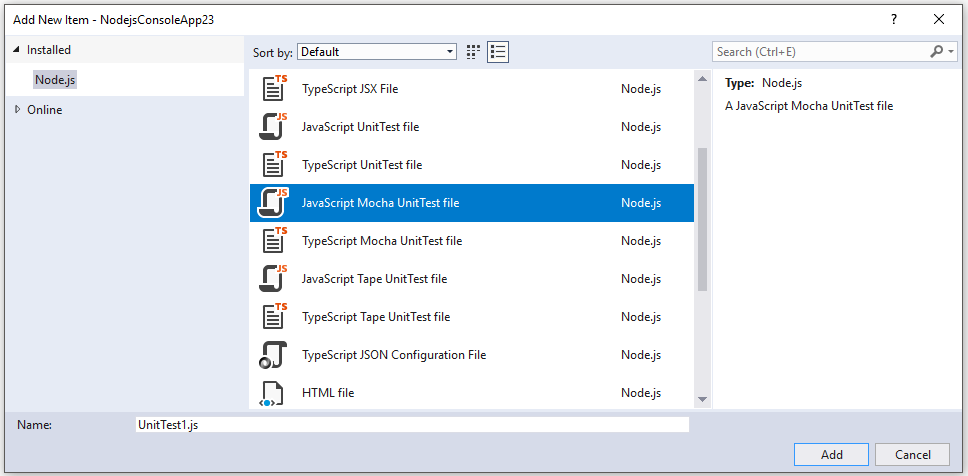 Add New Item - NodejsConsoleApp23
? ×
Installed
Node.js
Online
Sort by: Default
Search (Ctrl+E)
TS TypeScript JSX File Node.js
JS JavaScript UnitTest file Node.js
TS TypeScript UnitTest file Node.js
JS JavaScript Mocha UnitTest file Node.js
TS TypeScript Mocha UnitTest file Node.js
JS JavaScript Tape UnitTest file Node.js
TS TypeScript Tape UnitTest file Node.js
TypeScript JSON Configuration File Node.js
HTML file Node.js
Type: Node.js
A JavaScript Mocha UnitTest file
Name: UnitTest1.js
Add Cancel